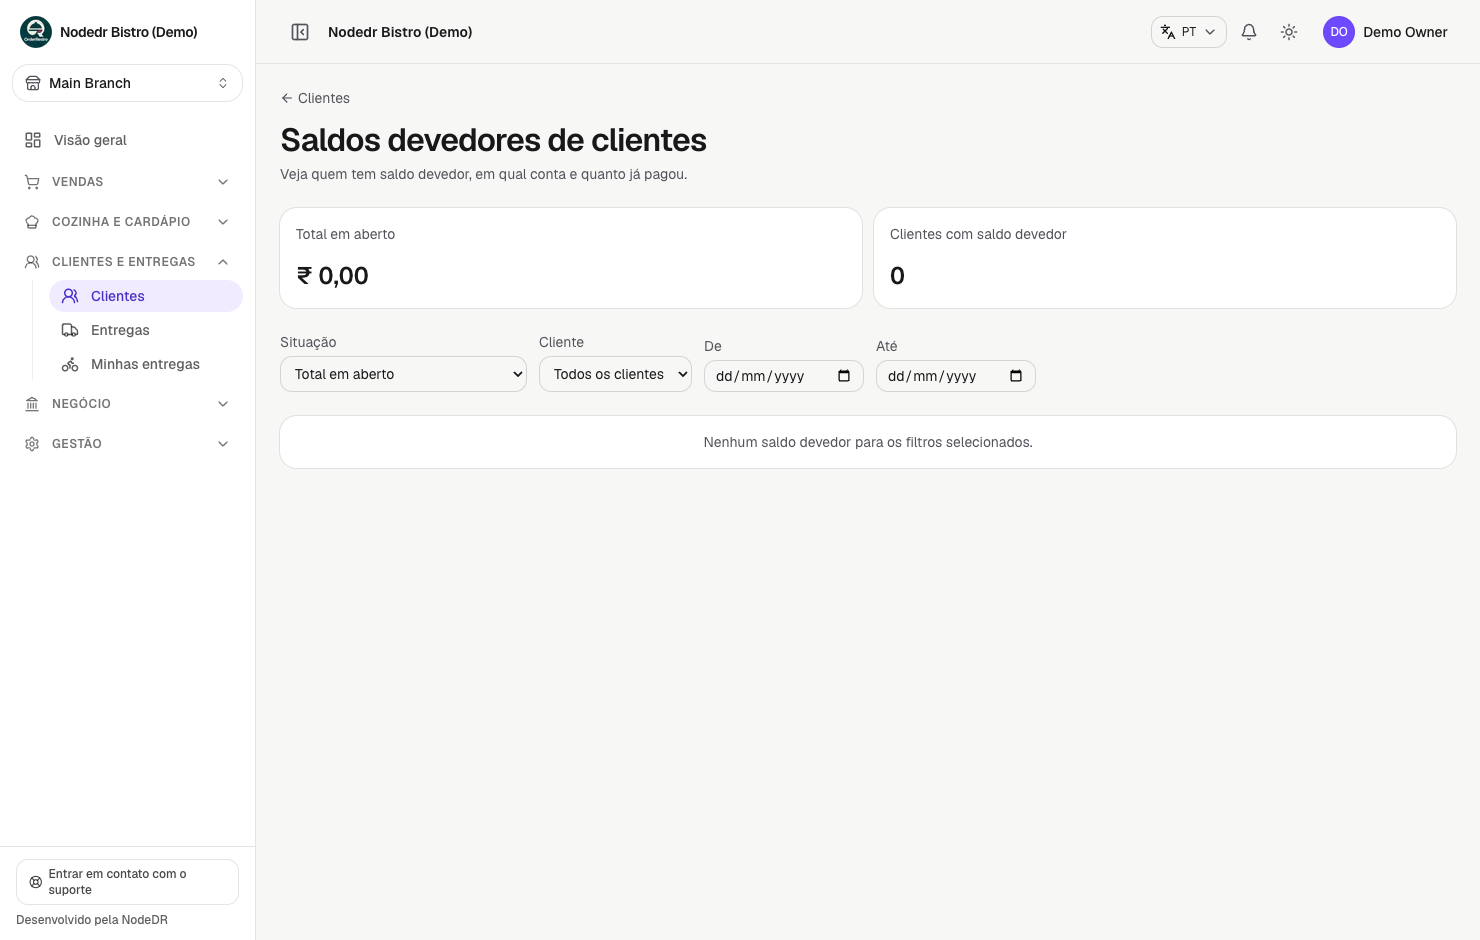 Nodedr Bistro (Demo)
Main Branch
Visão geral
VENDAS
COZINHA E CARDÁPIO
CLIENTES E ENTREGAS
Clientes
Entregas
Minhas entregas
NEGÓCIO
GESTÃO
Entrar em contato com o
suporte
Desenvolvido pela NodeDR
Nodedr Bistro (Demo)
PT
DO
Demo Owner
← Clientes
Saldos devedores de clientes
Veja quem tem saldo devedor, em qual conta e quanto já pagou.
Total em aberto
₹ 0,00
Clientes com saldo devedor
0
Situação
Total em aberto
Cliente
Todos os clientes
De
dd/mm/yyyy
Até
dd/mm/yyyy
Nenhum saldo devedor para os filtros selecionados.